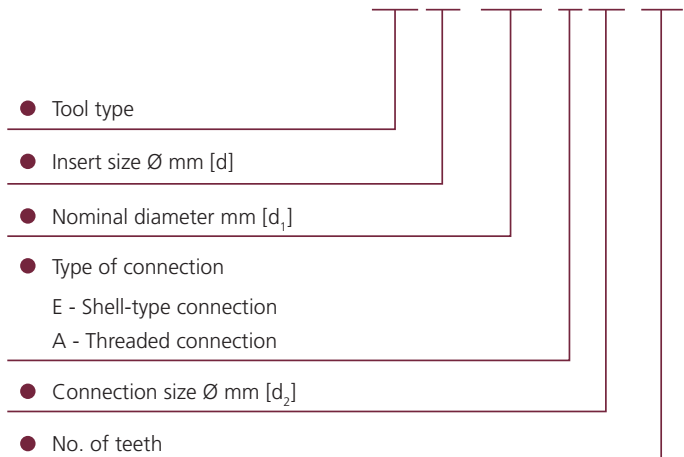 Tool type
Insert size Ø mm [d]
Nominal diameter mm [d₁]
Type of connection
E - Shell-type connection
A - Threaded connection
Connection size Ø mm [d₂]
No. of teeth